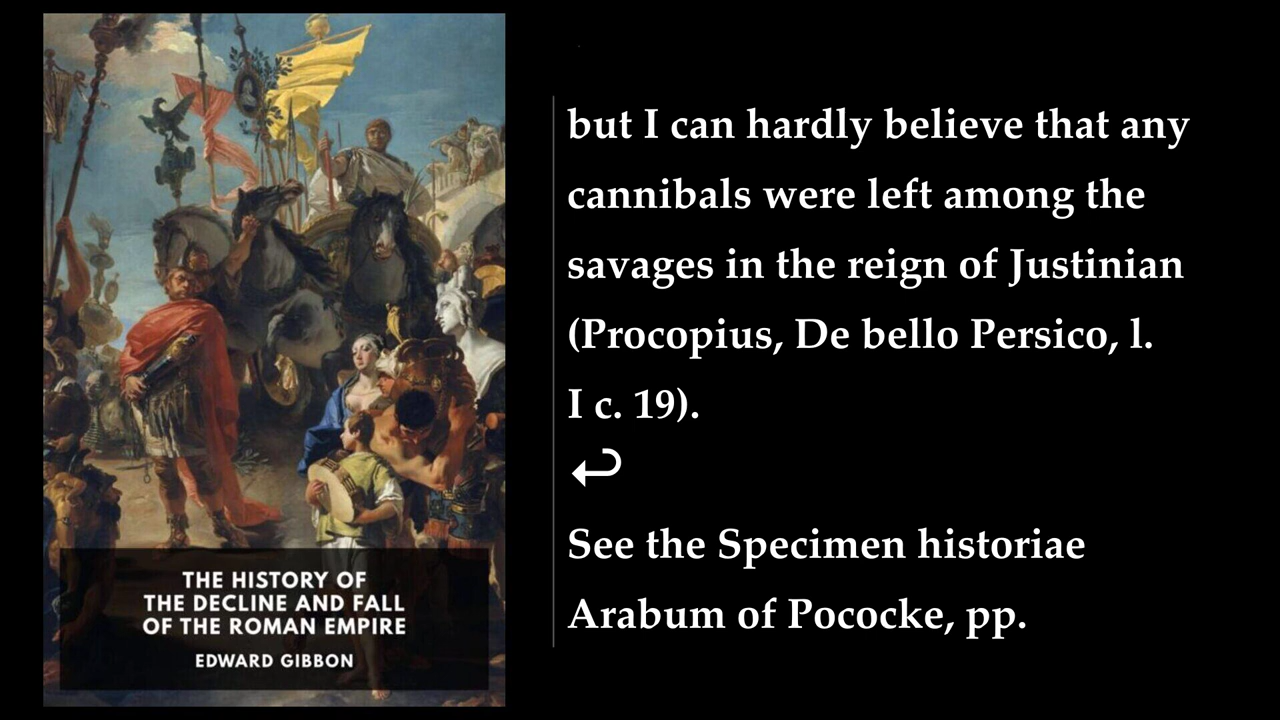 THE HISTORY OF
THE DECLINE AND FALL
OF THE ROMAN EMPIRE
EDWARD GIBBON
but I can hardly believe that any
cannibals were left among the
savages in the reign of Justinian
(Procopius, De bello Persico, l.
I c. 19).
↩
See the Specimen historiae
Arabum of Pococke, pp.